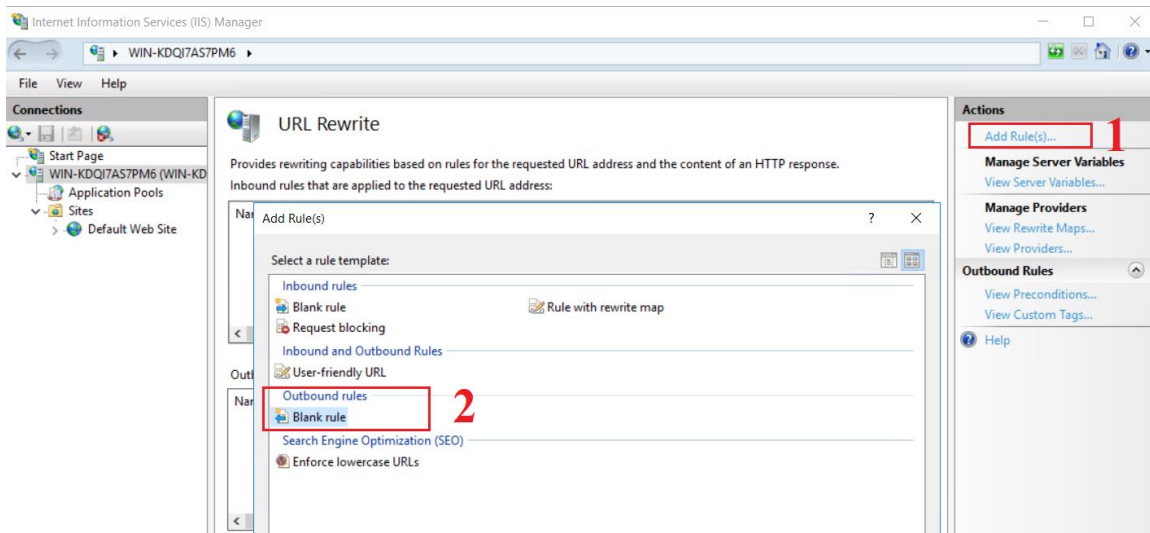 Internet Information Services (IIS) Manager
WIN-KDQI7AS7PM6
File View Help
Connections
Start Page
WIN-KDQI7AS7PM6 (WIN-KD
Application Pools
Sites
Default Web Site
URL Rewrite
Provides rewriting capabilities based on rules for the requested URL address and the content of an HTTP response.
Inbound rules that are applied to the requested URL address:
Add Rule(s)
?
Select a rule template:
Inbound rules
Blank rule
Rule with rewrite map
Request blocking
Inbound and Outbound Rules
User-friendly URL
Outbound rules
2
Blank rule
Search Engine Optimization (SEO)
Enforce lowercase URLs
Actions
Add Rule(s)...
1
Manage Server Variables
View Server Variables...
Manage Providers
View Rewrite Maps...
View Providers...
Outbound Rules
View Preconditions...
View Custom Tags...
Help